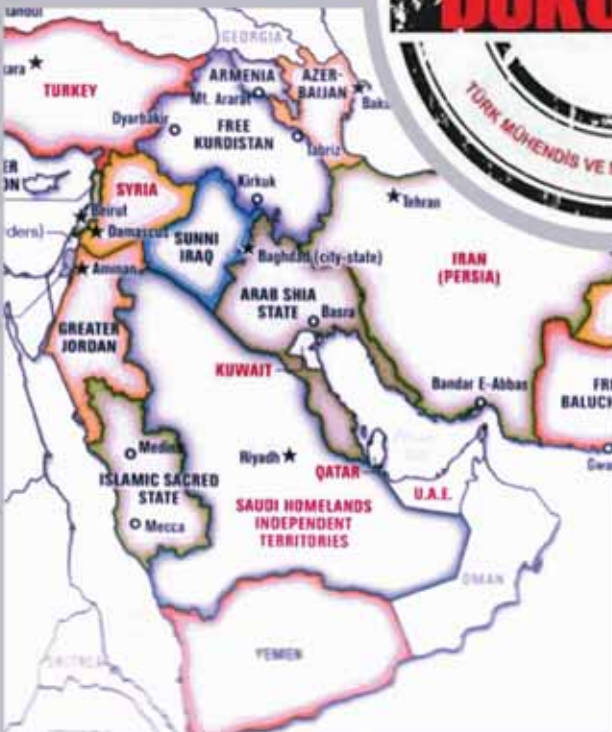 GEORGIA
TÜRK MÜHENDİS VE
TURKEY
ARMENIA
AZER-
BAIJAN
Mt. Ararat
Dyarbakir
FREE
KURDISTAN
Tabriz
Kirkuk
Tehran
SYRIA
Beirut
Damascus
SUNNI
IRAQ
Baghdad (city-state)
IRAN
(PERSIA)
Amman
ARAB SHIA
STATE
Basra
GREATER
JORDAN
KUWAIT
Bandar E-Abbas
Medina
Riyadh
QATAR
ISLAMIC SACRED
STATE
U.A.E.
SAUDI HOMELANDS
INDEPENDENT
TERRITORIES
Mecca
OMAN
YEMEN
ERITREA